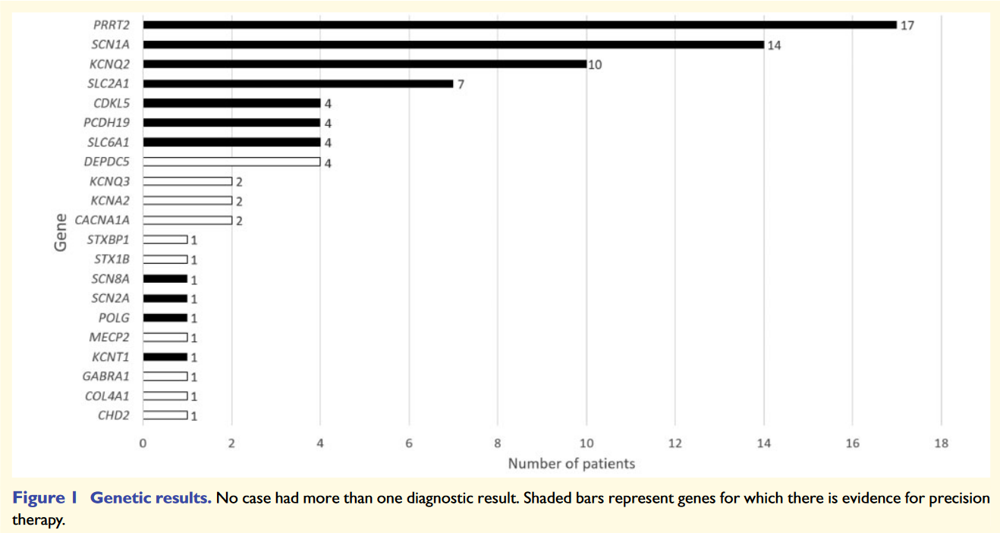 PRRT2 17
SCN1A 14
KCNQ2 10
SLC2A1 7
CDKL5 4
PCDH19 4
SLC6A1 4
DEPDC5 4
KCNQ3 2
KCNA2 2
CACNA1A 2
STXBP1 1
STX1B 1
SCN8A 1
SCN2A 1
POLG 1
MECP2 1
KCNT1 1
GABRA1 1
COL4A1 1
CHD2 1
Gene
0 2 4 6 8 10 12 14 16 18
Number of patients
Figure 1 Genetic results. No case had more than one diagnostic result. Shaded bars represent genes for which there is evidence for precision
therapy.